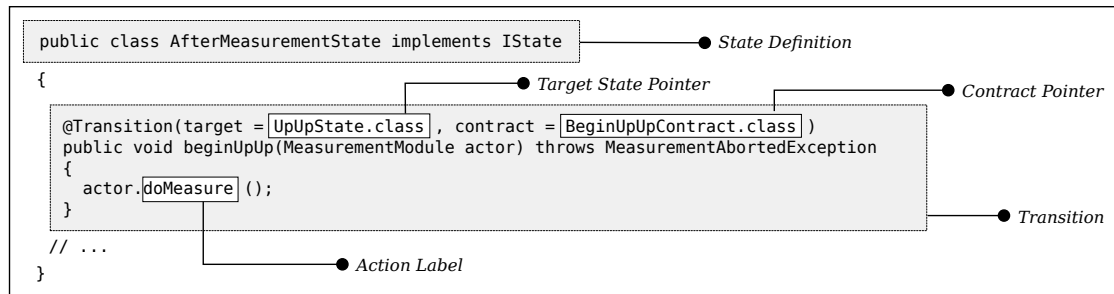 public class AfterMeasurementState implements IState
State Definition
{
Target State Pointer
Contract Pointer
@Transition(target = UpUpState.class , contract = BeginUpUpContract.class )
public void beginUpUp(MeasurementModule actor) throws MeasurementAbortedException
{
actor.doMeasure ();
}
Transition
// ...
Action Label
}